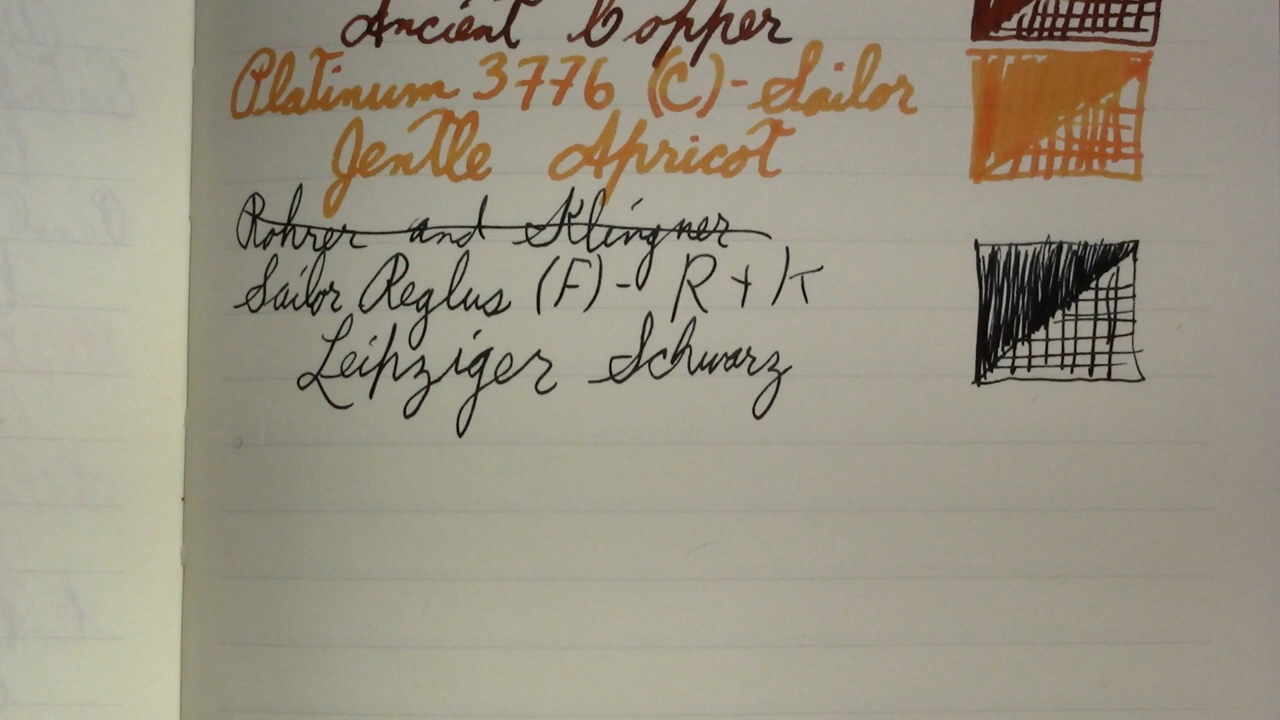 Ancient Copper
Platinum 3776 (C)- Sailor
Jentle Apricot
Rohrer and Klingner
Sailor Reglus (F)- R + K
Leipziger Schwarz